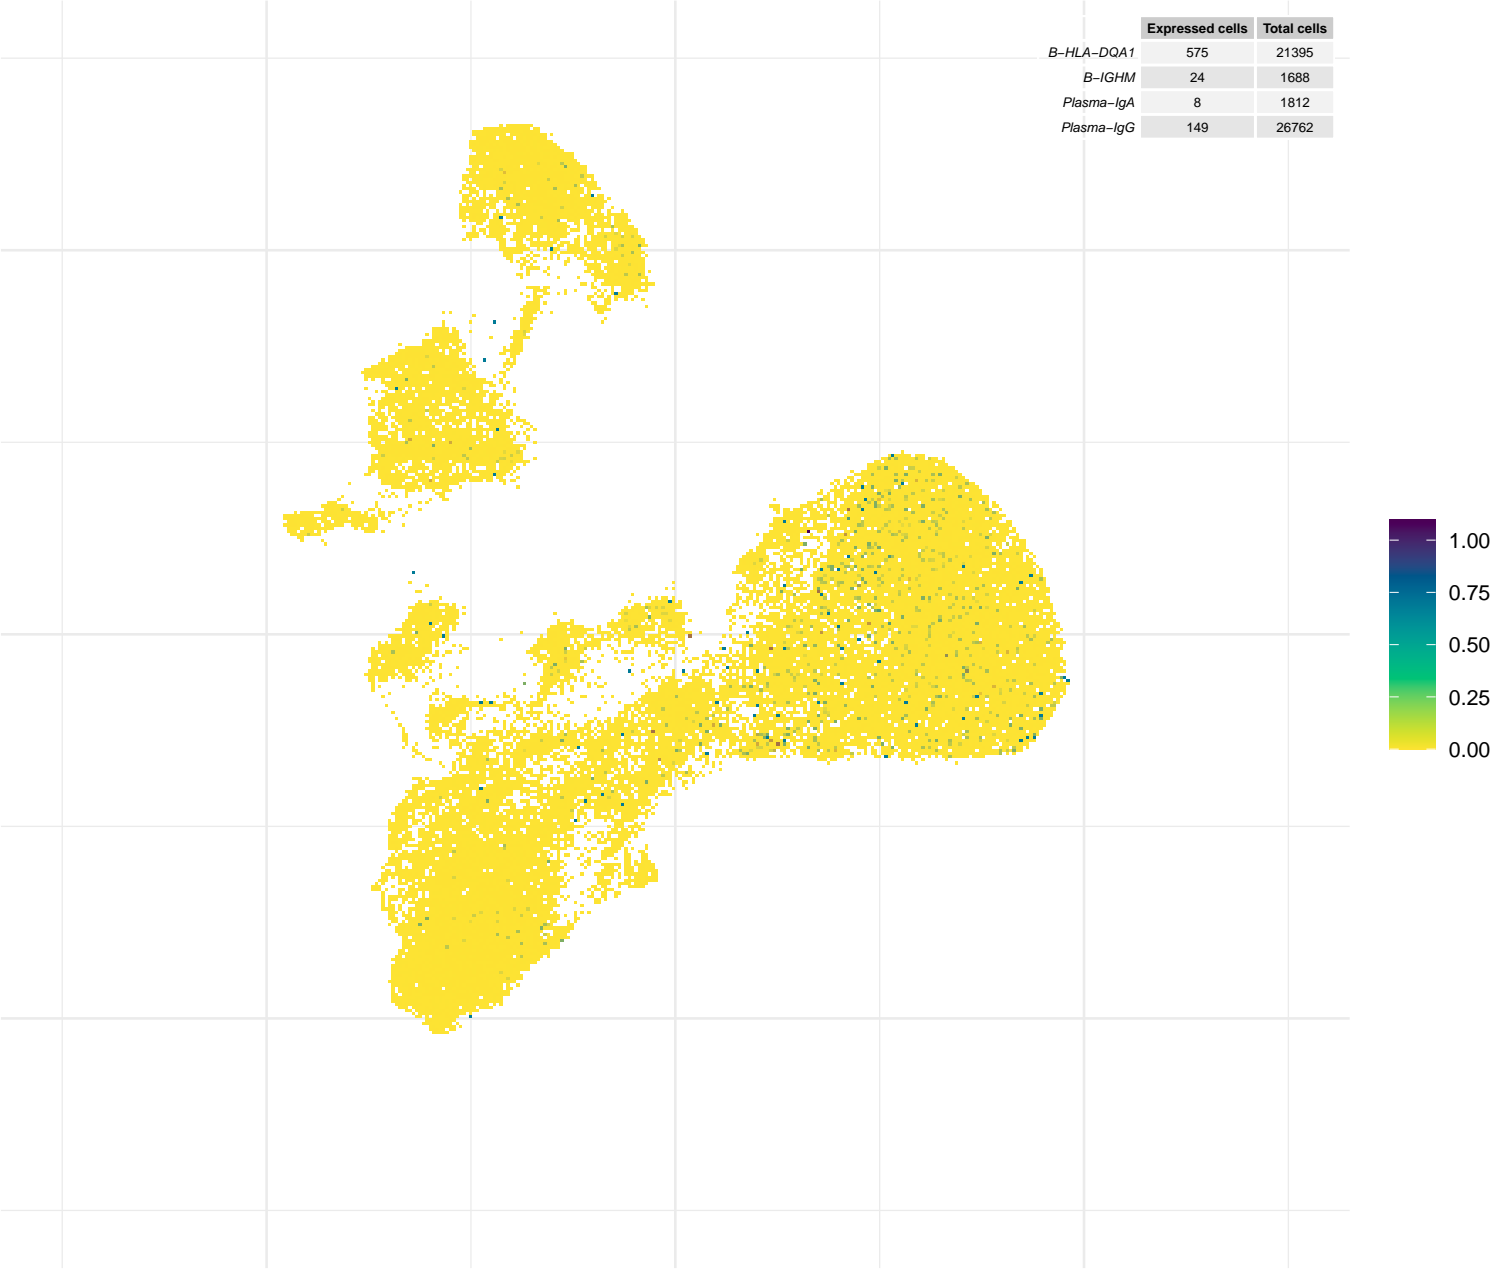 Expressed cells Total cells
B−HLA−DQA1 575 21395
B−IGHM 24 1688
Plasma−IgA 8 1812
Plasma−IgG 149 26762
1.00
0.75
0.50
0.25
0.00